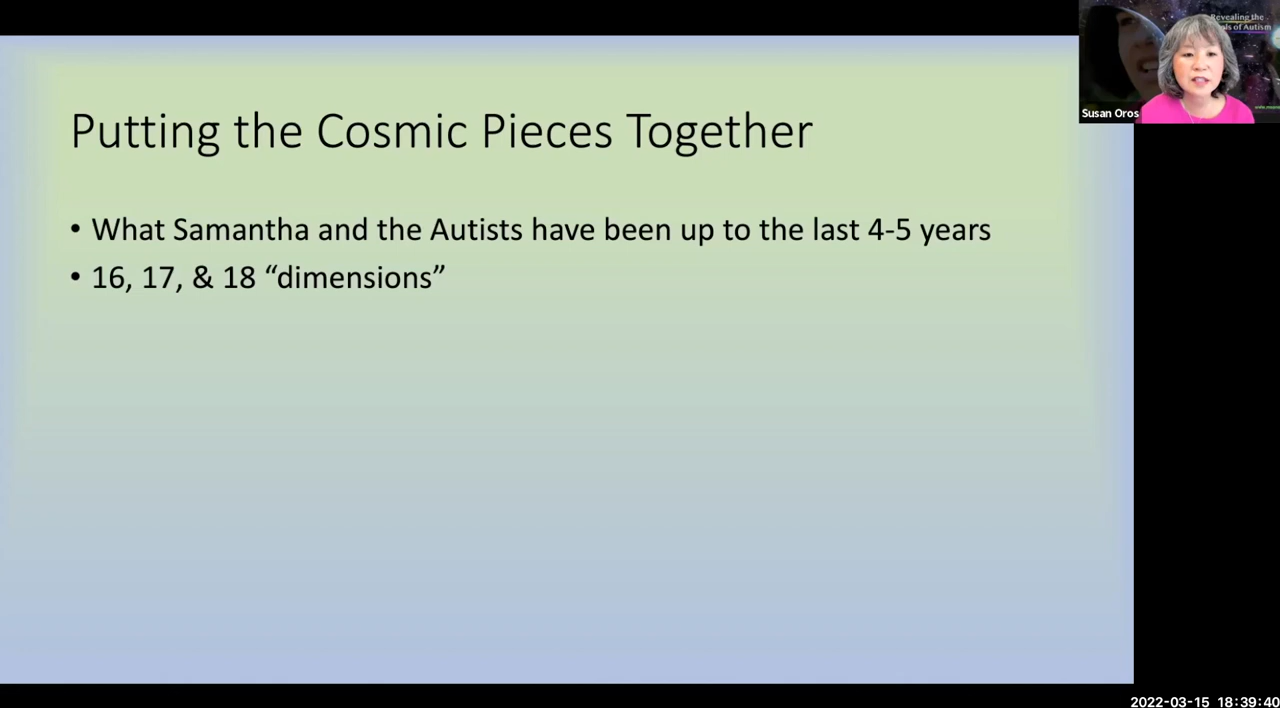 Putting the Cosmic Pieces Together
• What Samantha and the Autists have been up to the last 4-5 years
• 16, 17, & 18 “dimensions”
Revealing the
of Autism
Susan Oros
2022-03-15 18:39:40